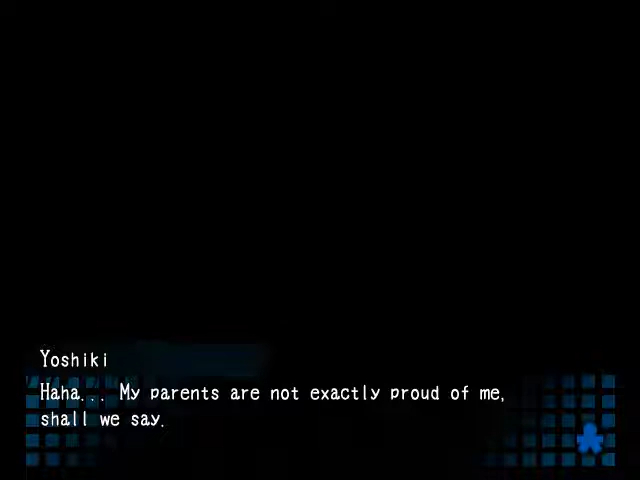 Yoshiki
Haha... My parents are not exactly proud of me,
shall we say.